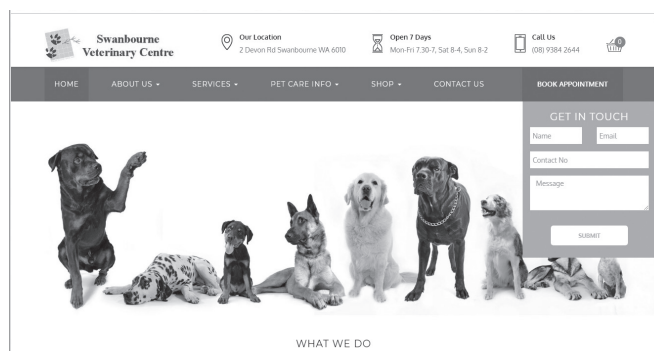 Swanbourne
Veterinary Centre
Our Location
2 Devon Rd Swanbourne WA 6010
Open 7 Days
Mon-Fri 7.30-7, Sat 8-4, Sun 8-2
Call Us
(08) 9384 2644
0
HOME ABOUT US SERVICES PET CARE INFO SHOP CONTACT US BOOK APPOINTMENT
GET IN TOUCH
Name Email
Contact No
Message
SUBMIT
WHAT WE DO